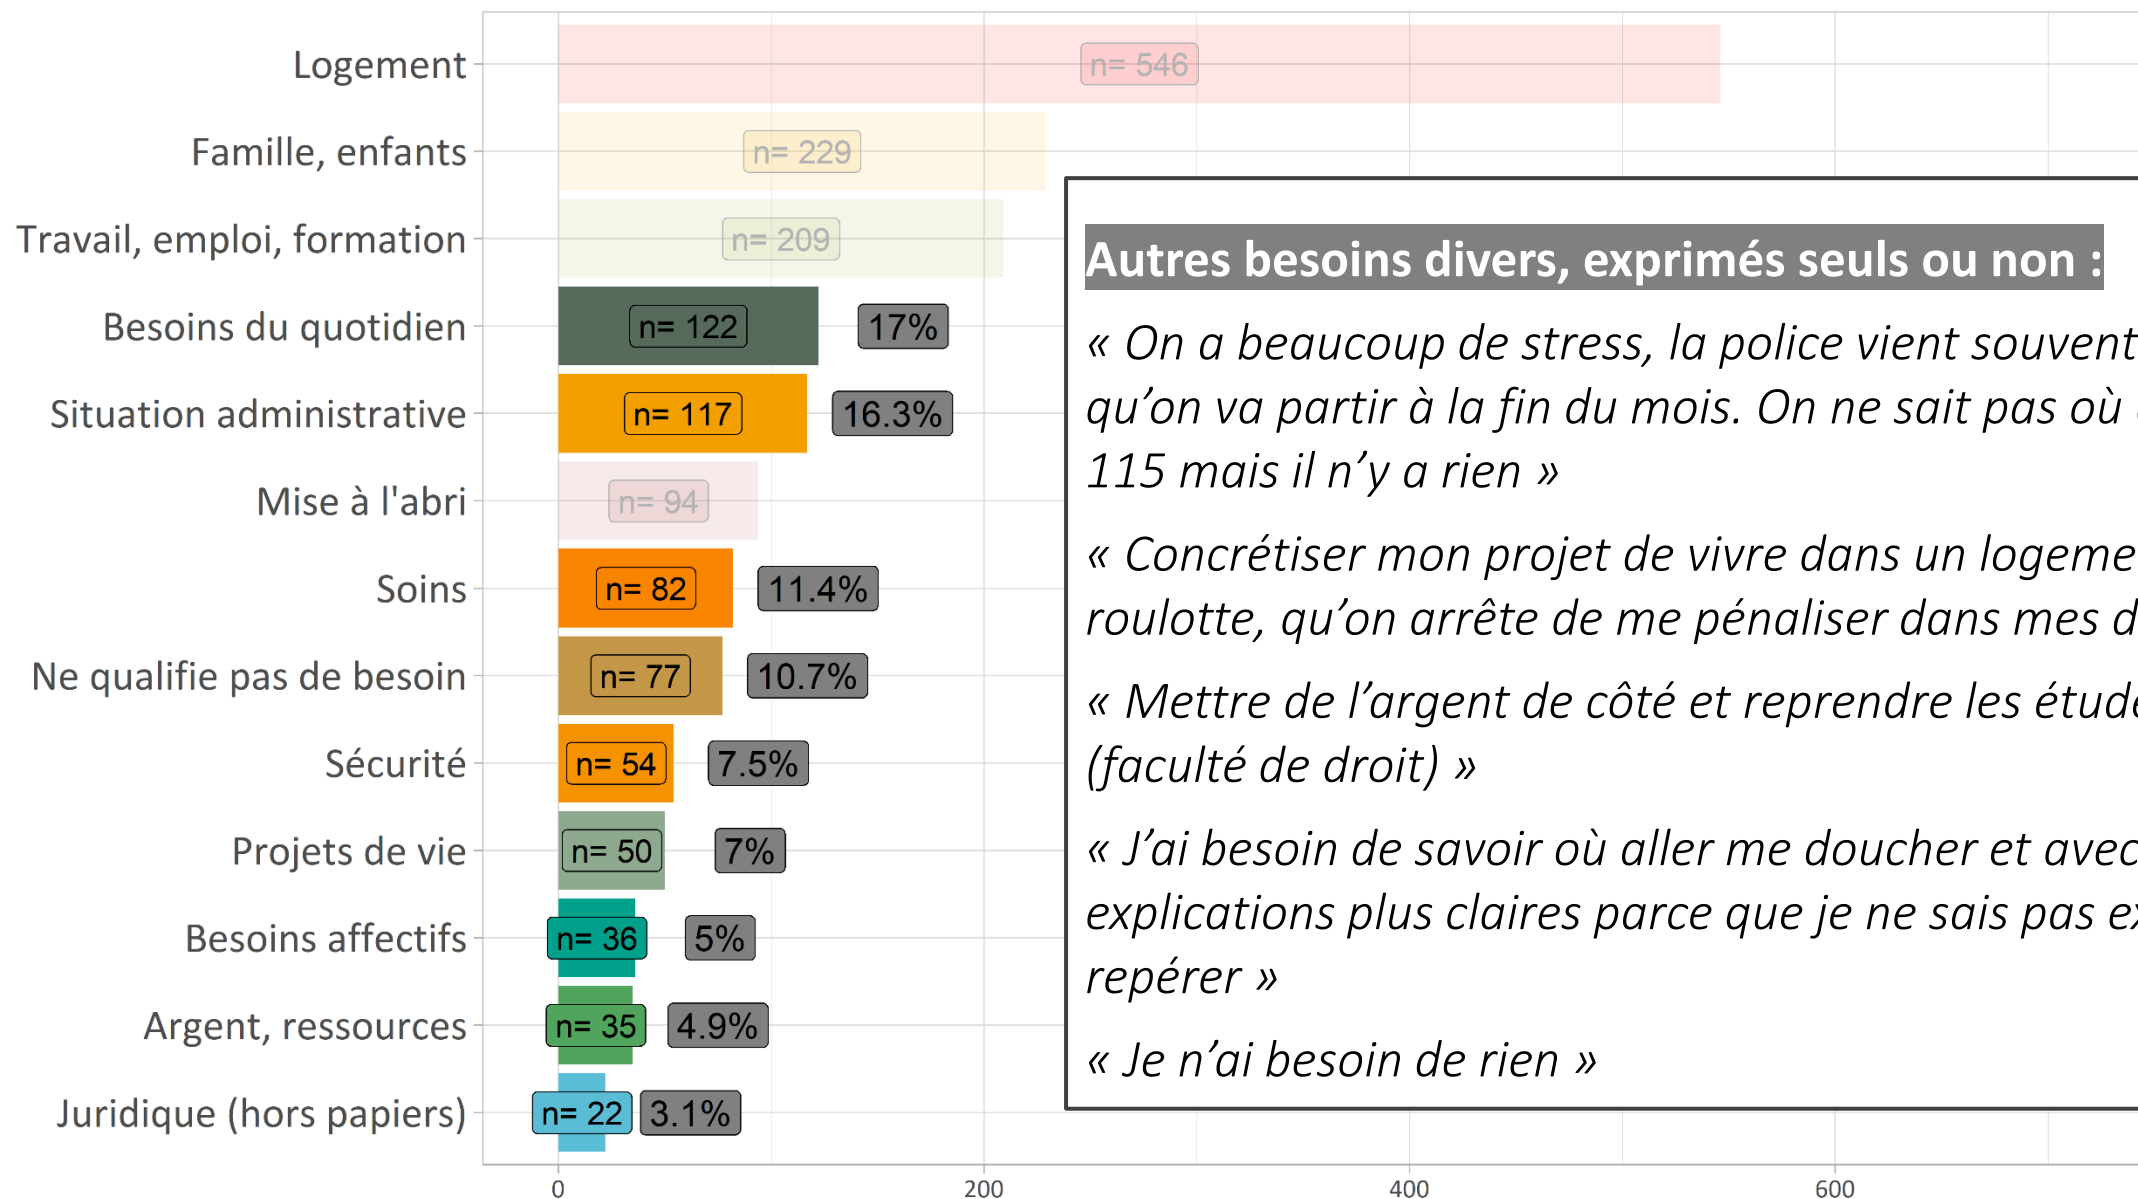 Logement
n= 546
Famille, enfants
n= 229
Travail, emploi, formation
n= 209
Besoins du quotidien
n= 122
17%
Situation administrative
n= 117
16.3%
Mise à l'abri
n= 94
Soins
n= 82
11.4%
Ne qualifie pas de besoin
n= 77
10.7%
Sécurité
n= 54
7.5%
Projets de vie
n= 50
7%
Besoins affectifs
n= 36
5%
Argent, ressources
n= 35
4.9%
Juridique (hors papiers)
n= 22
3.1%
0
200
400
600
Autres besoins divers, exprimés seuls ou non :
« On a beaucoup de stress, la police vient souvent
qu’on va partir à la fin du mois. On ne sait pas où
115 mais il n’y a rien »
« Concrétiser mon projet de vivre dans un
roulotte, qu’on arrête de me pénaliser dans mes
« Mettre de l’argent de côté et reprendre les
(faculté de droit) »
« J’ai besoin de savoir où aller me doucher et avec
explications plus claires parce que je ne sais pas
repérer »
« Je n’ai besoin de rien »